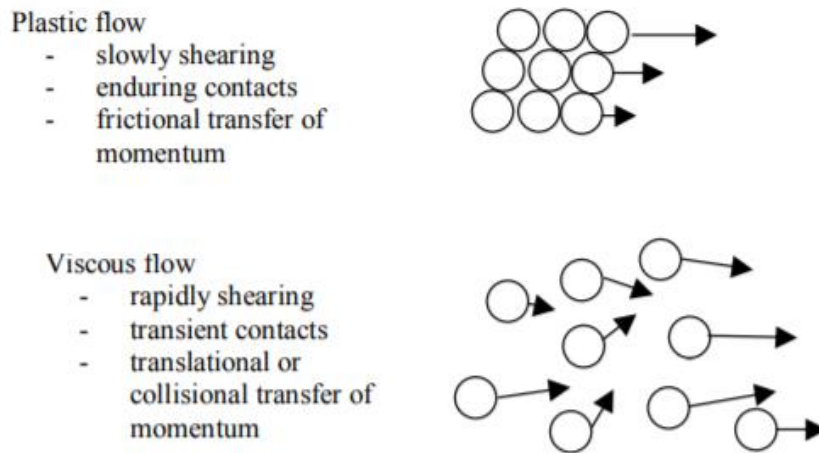 Plastic flow
- slowly shearing
- enduring contacts
- frictional transfer of
momentum
Viscous flow
- rapidly shearing
- transient contacts
- translational or
collisional transfer of
momentum